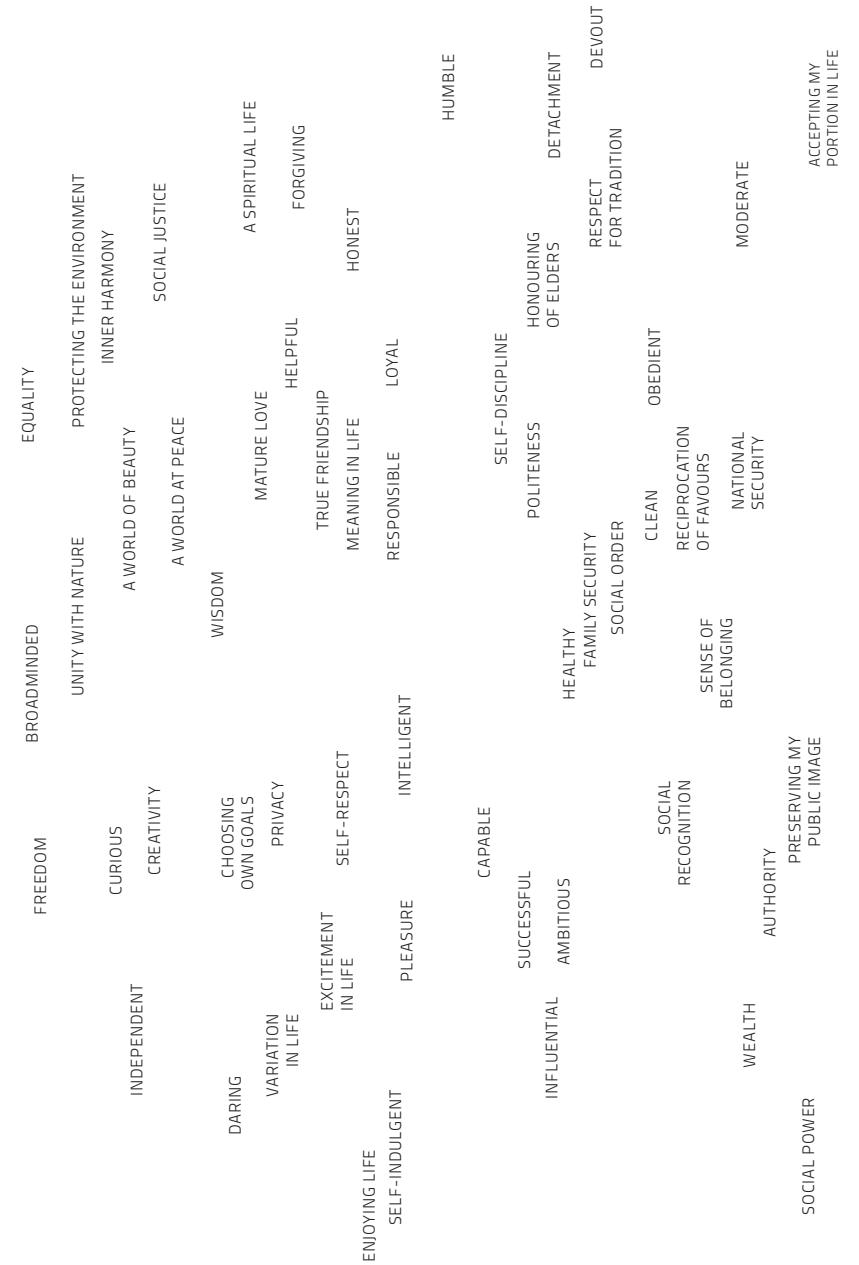 EQUALITY
BROADMINDED
FREEDOM
UNITY WITH NATURE
PROTECTING THE ENVIRONMENT
INNER HARMONY
CURIOUS
A WORLD OF BEAUTY
INDEPENDENT
CREATIVITY
SOCIAL JUSTICE
A WORLD AT PEACE
WISDOM
CHOOSING
OWN GOALS
DARING
A SPIRITUAL LIFE
MATURE LOVE
VARIATION
IN LIFE
PRIVACY
HELPFUL
FORGIVING
TRUE FRIENDSHIP
EXCITEMENT
IN LIFE
SELF-RESPECT
MEANING IN LIFE
HONEST
ENJOYING LIFE
LOYAL
RESPONSIBLE
SELF-INDULGENT
INTELLIGENT
PLEASURE
HUMBLE
CAPABLE
SELF-DISCIPLINE
SUCCESSFUL
POLITENESS
HONOURING
OF ELDERS
INFLUENTIAL
DETACHMENT
AMBITIOUS
HEALTHY
FAMILY SECURITY
RESPECT
FOR TRADITION
DEVOUT
SOCIAL ORDER
CLEAN
OBEDIENT
SOCIAL
RECOGNITION
RECIPROCATION
OF FAVOURS
SENSE OF
BELONGING
NATIONAL
SECURITY
MODERATE
WEALTH
AUTHORITY
PRESERVING MY
PUBLIC IMAGE
SOCIAL POWER
ACCEPTING MY
PORTION IN LIFE